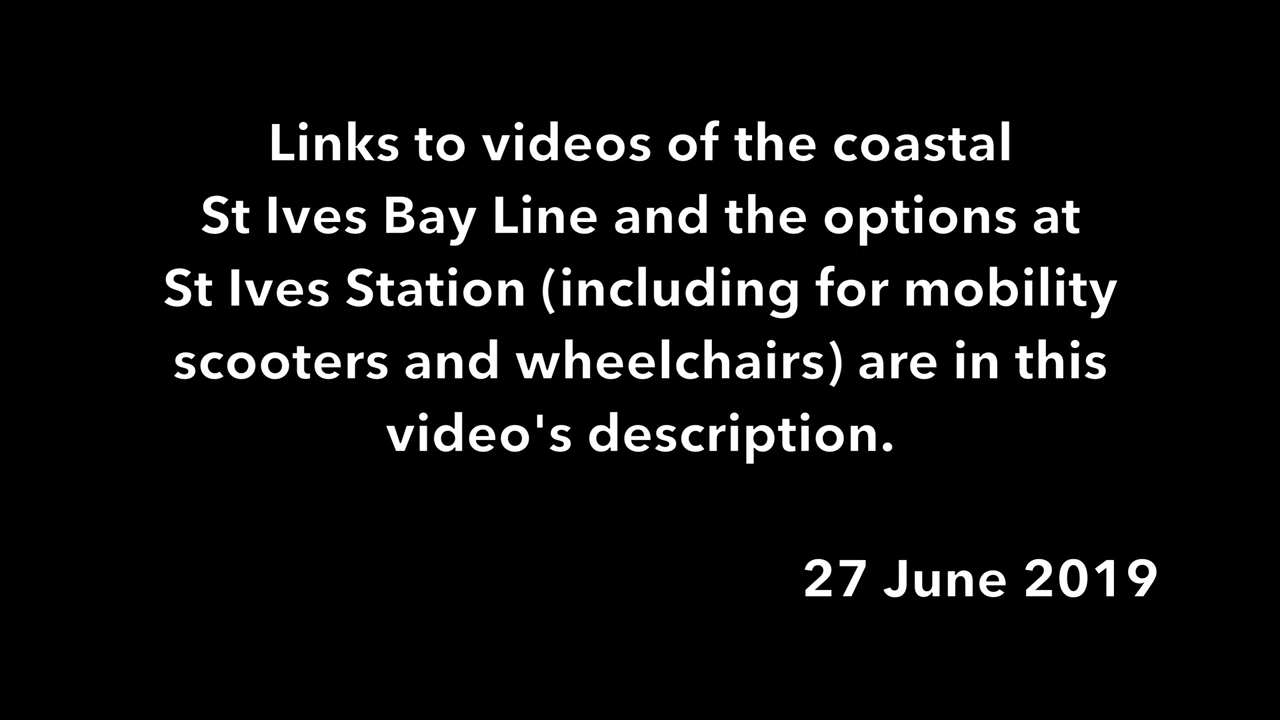 Links to videos of the coastal
St Ives Bay Line and the options at
St Ives Station (including for mobility
scooters and wheelchairs) are in this
video's description.
27 June 2019